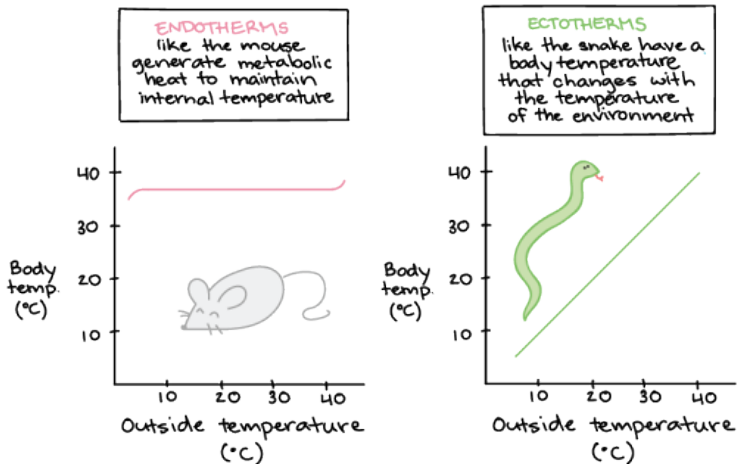 ENDOTHERMS
like the mouse
generate metabolic
heat to maintain
internal temperature
ECTOTHERMS
like the snake have a
body temperature
that changes with
the temperature
of the environment
40
30
20
10
Body
temp.
(°C)
10 20 30 40
Outside temperature
(°C)
40
30
20
10
Body
temp.
(°C)
10 20 30 40
Outside temperature
(°C)